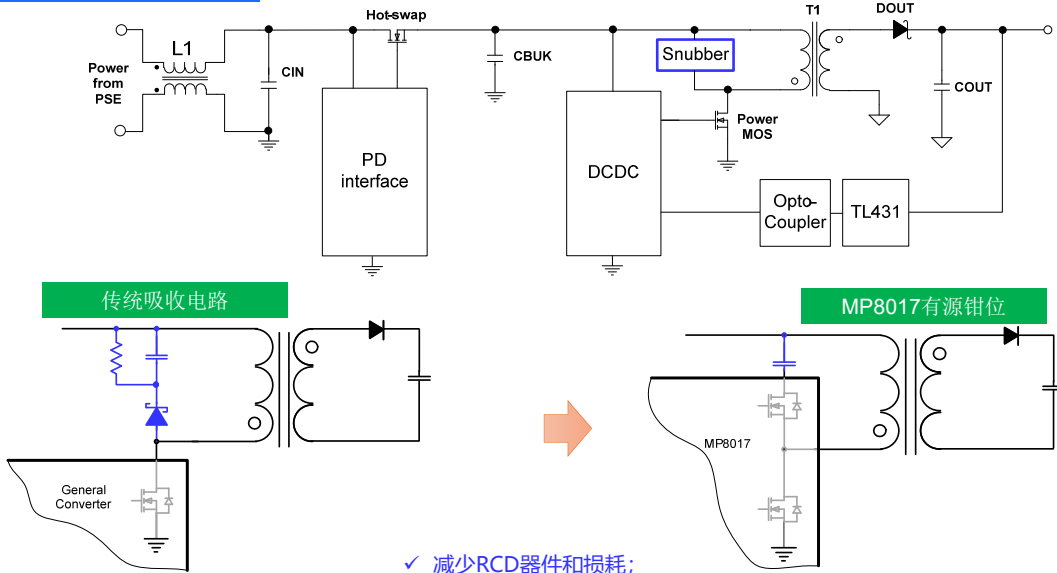 Hot-swap
T1
DOUT
L1
Power
from
PSE
CIN
CBUK
Snubber
COUT
Power
MOS
PD
interface
DCDC
Opto-
Coupler
TL431
传统吸收电路
MP8017有源钳位
General
Converter
MP8017
✓ 减少RCD器件和损耗；